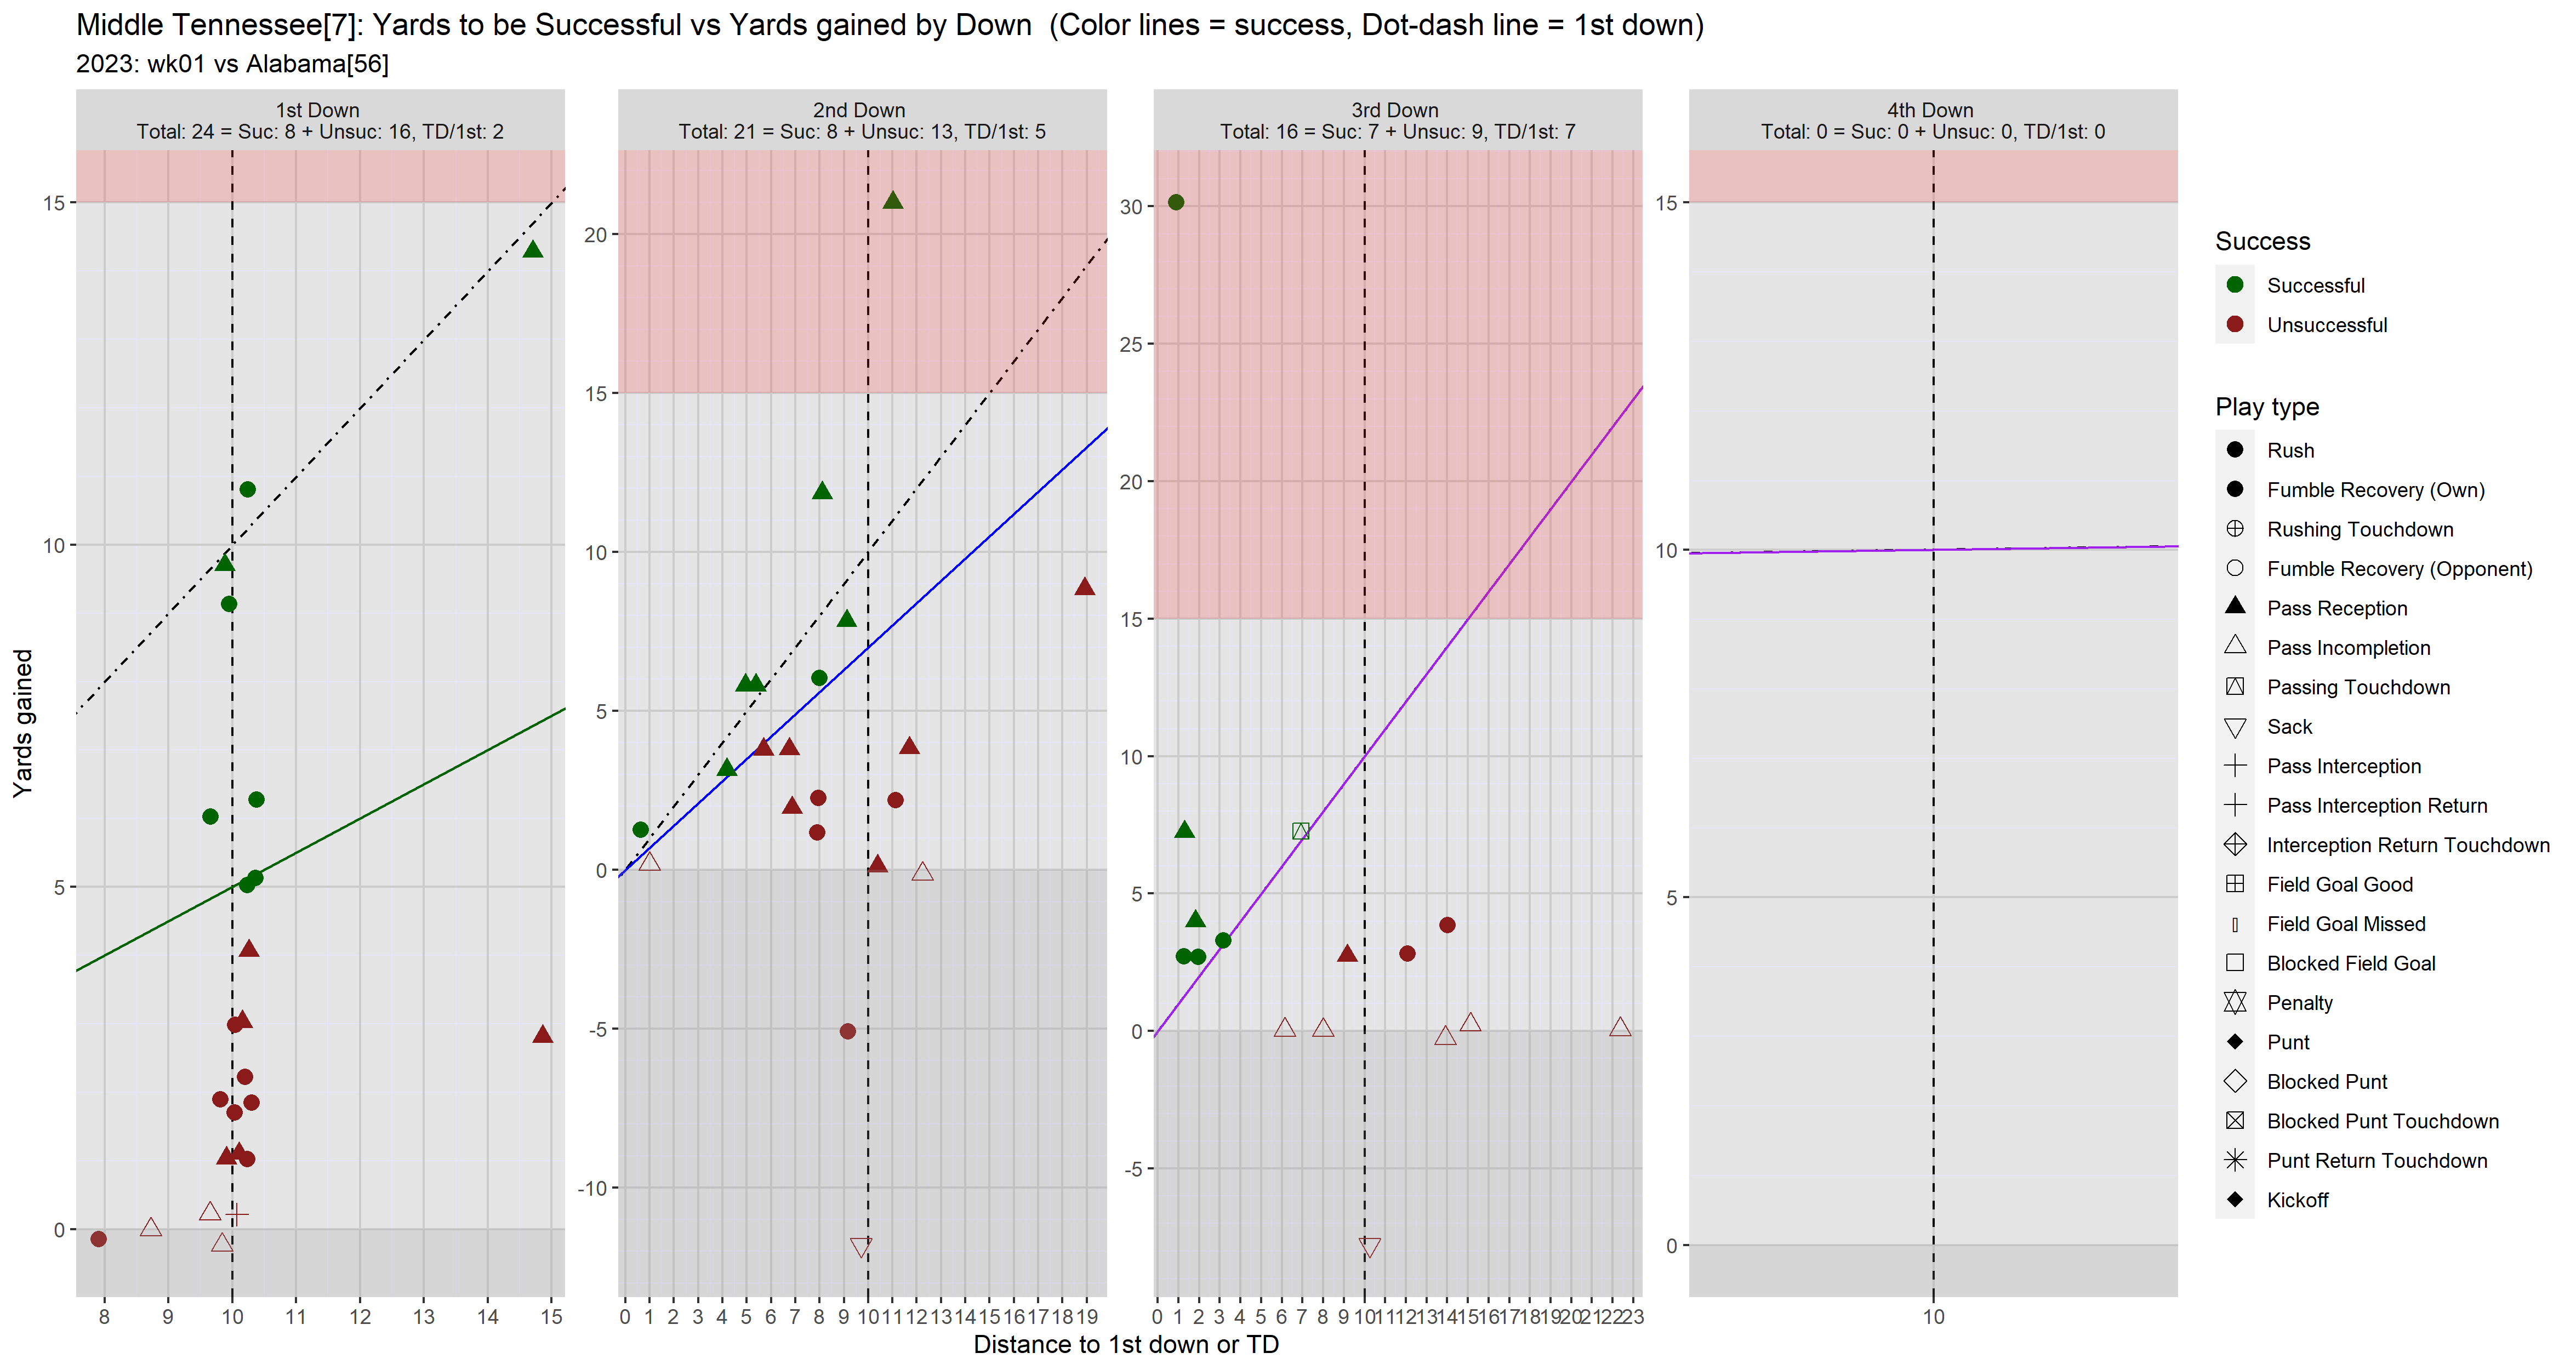 Middle Tennessee[7]: Yards to be Successful vs Yards gained by Down  (Color lines = success, Dot-dash line = 1st down)
2023: wk01 vs Alabama[56]
1st Down
Total: 24 = Suc: 8 + Unsuc: 16, TD/1st: 2
2nd Down
Total: 21 = Suc: 8 + Unsuc: 13, TD/1st: 5
3rd Down
Total: 16 = Suc: 7 + Unsuc: 9, TD/1st: 7
4th Down
Total: 0 = Suc: 0 + Unsuc: 0, TD/1st: 0
Yards gained
15
10
5
0
20
15
10
5
0
-5
-10
30
25
20
15
10
5
0
-5
15
10
5
0
8 9 10 11 12 13 14 15
0 1 2 3 4 5 6 7 8 9 10 11 12 13 14 15 16 17 18 19
0 1 2 3 4 5 6 7 8 9 10 11 12 13 14 15 16 17 18 19 20 21 22 23
10
Distance to 1st down or TD
Success
Successful
Unsuccessful
Play type
Rush
Fumble Recovery (Own)
Rushing Touchdown
Fumble Recovery (Opponent)
Pass Reception
Pass Incompletion
Passing Touchdown
Sack
Pass Interception
Pass Interception Return
Interception Return Touchdown
Field Goal Good
Field Goal Missed
Blocked Field Goal
Penalty
Punt
Blocked Punt
Blocked Punt Touchdown
Punt Return Touchdown
Kickoff